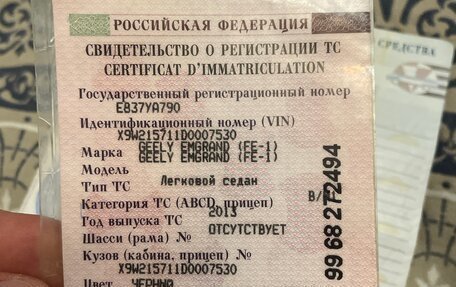 РОССИЙСКАЯ ФЕДЕРАЦИЯ
СВИДЕТЕЛЬСТВО О РЕГИСТРАЦИИ ТС
CERTIFICAT D'IMMATRICULATION
Государственный регистрационный номер
Е837УА790
Идентификационный номер (VIN)
X9W215711D0007530
Марка GEELY EMGRAND (FE-1)
Модель GEELY EMGRAND (FE-1)
Тип ТС Легковой седан
Категория ТС (ABCD, прицеп) B/
Год выпуска ТС 2013
Шасси (рама) № ОТСУТСТВУЕТ
Кузов (кабина, прицеп) №
X9W215711D0007530
Цвет
99 68 272494
СРЕДСТВА